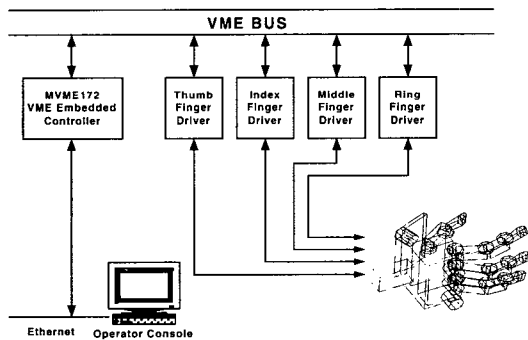 VME BUS
MVME172
VME Embedded
Controller
Thumb
Finger
Driver
Index
Finger
Driver
Middle
Finger
Driver
Ring
Finger
Driver
Ethernet
Operator Console